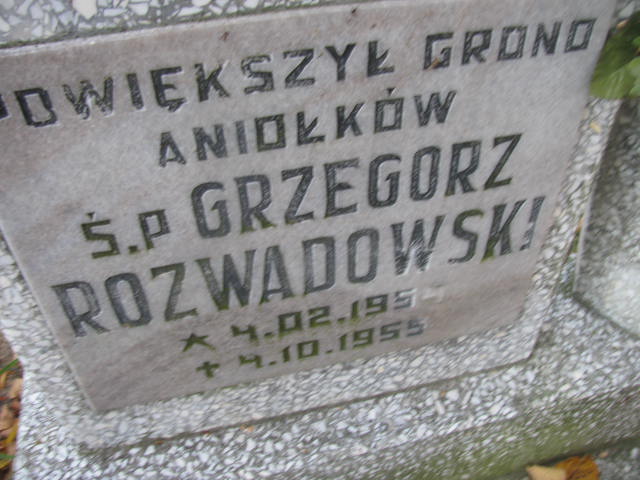 POWIĘKSZYŁ GRONO
ANIOŁKÓW
Ś.P GRZEGORZ
ROZWADOWSKI
* 4.02.1954
+ 4.10.1955